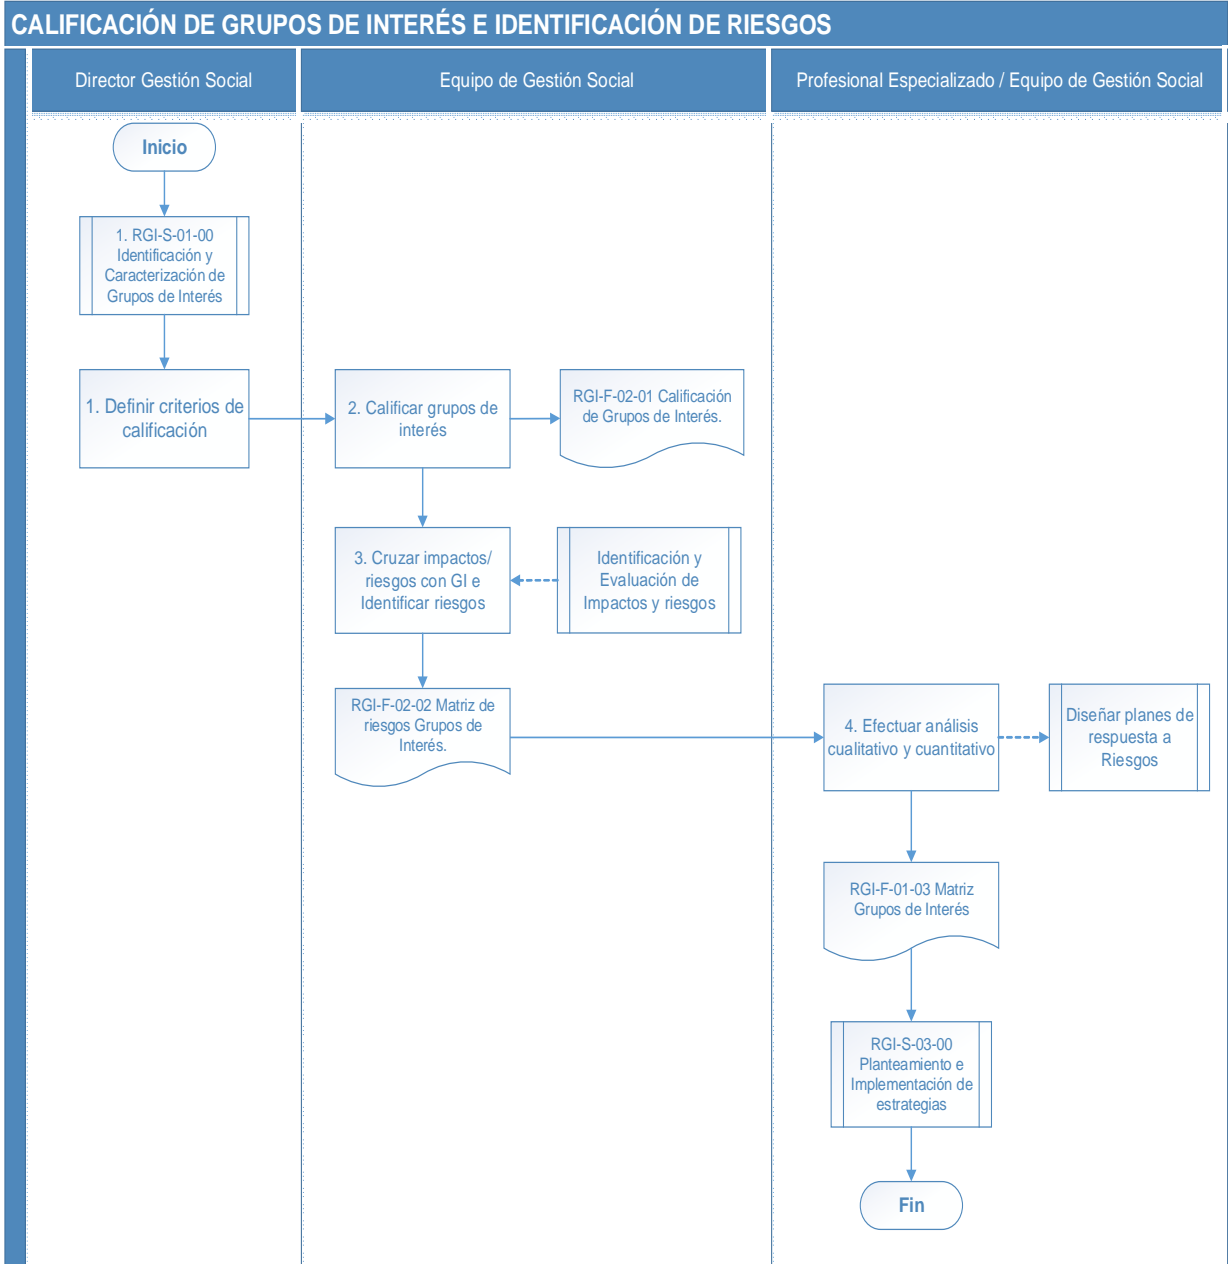 CALIFICACIÓN DE GRUPOS DE INTERÉS E IDENTIFICACIÓN DE RIESGOS
Director Gestión Social
Equipo de Gestión Social
Profesional Especializado / Equipo de Gestión Social
Inicio
1. RGI-S-01-00
Identificación y
Caracterización de
Grupos de Interés
1. Definir criterios de
calificación
2. Calificar grupos de
interés
RGI-F-02-01 Calificación
de Grupos de Interés.
3. Cruzar impactos/
riesgos con GI e
Identificar riesgos
Identificación y
Evaluación de
Impactos y riesgos
RGI-F-02-02 Matriz de
riesgos Grupos de
Interés.
4. Efectuar análisis
cualitativo y cuantitativo
Diseñar planes de
respuesta a
Riesgos
RGI-F-01-03 Matriz
Grupos de Interés
RGI-S-03-00
Planteamiento e
Implementación de
estrategias
Fin